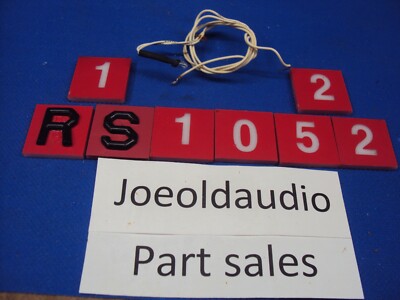 1 2
RS1052
Joeoldaudio
Part sales